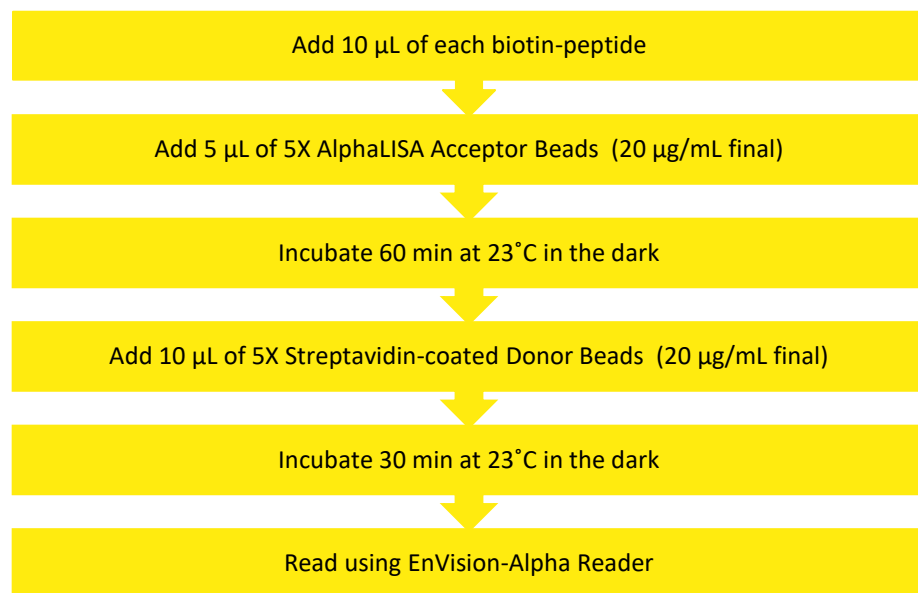 Add 10 µL of each biotin-peptide
Add 5 µL of 5X AlphaLISA Acceptor Beads (20 µg/mL final)
Incubate 60 min at 23˚C in the dark
Add 10 µL of 5X Streptavidin-coated Donor Beads (20 µg/mL final)
Incubate 30 min at 23˚C in the dark
Read using EnVision-Alpha Reader